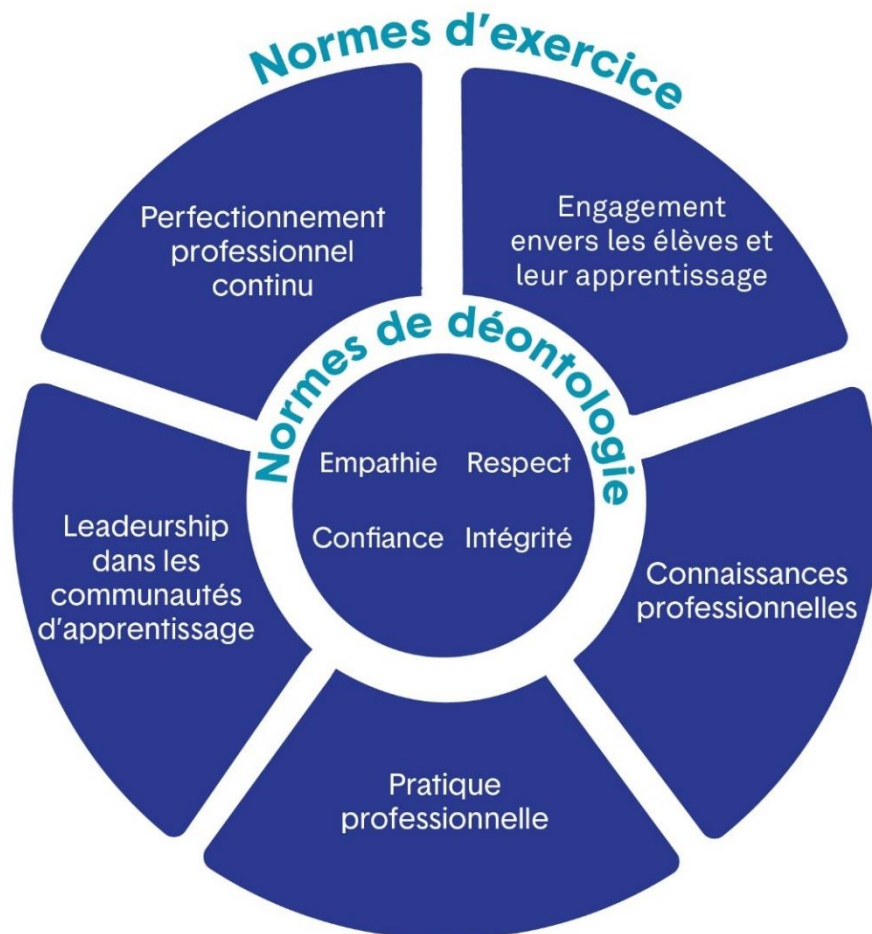 Normes d'exercice
Perfectionnement
professionnel
continu
Engagement
envers les élèves et
leur apprentissage
Normes de déontologie
Empathie Respect
Confiance Intégrité
Leadeurship
dans les
communautés
d'apprentissage
Connaissances
professionnelles
Pratique
professionnelle